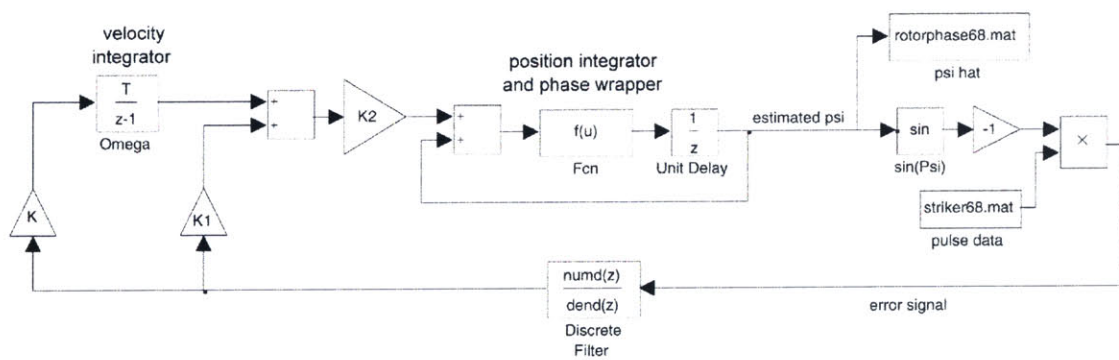 velocity
integrator
T
z-1
Omega
+
+
K2
position integrator
and phase wrapper
+
+
f(u)
Fcn
1
z
Unit Delay
estimated psi
rotorphase68.mat
psi hat
sin
sin(Psi)
-1
×
striker68.mat
pulse data
K
K1
numd(z)
dend(z)
Discrete
Filter
error signal